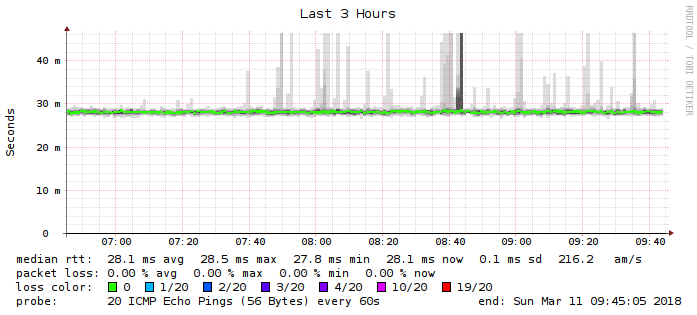 Last 3 Hours
RRDTOOL / TOBI OETIKER
Seconds
40 m
30 m
20 m
10 m
0
07:00 07:20 07:40 08:00 08:20 08:40 09:00 09:20 09:40
median rtt: 28.1 ms avg 28.5 ms max 27.8 ms min 28.1 ms now 0.1 ms sd 216.2 am/s
packet loss: 0.00 % avg 0.00 % max 0.00 % min 0.00 % now
loss color: 0 1/20 2/20 3/20 4/20 10/20 19/20
probe: 20 ICMP Echo Pings (56 Bytes) every 60s end: Sun Mar 11 09:45:05 2018